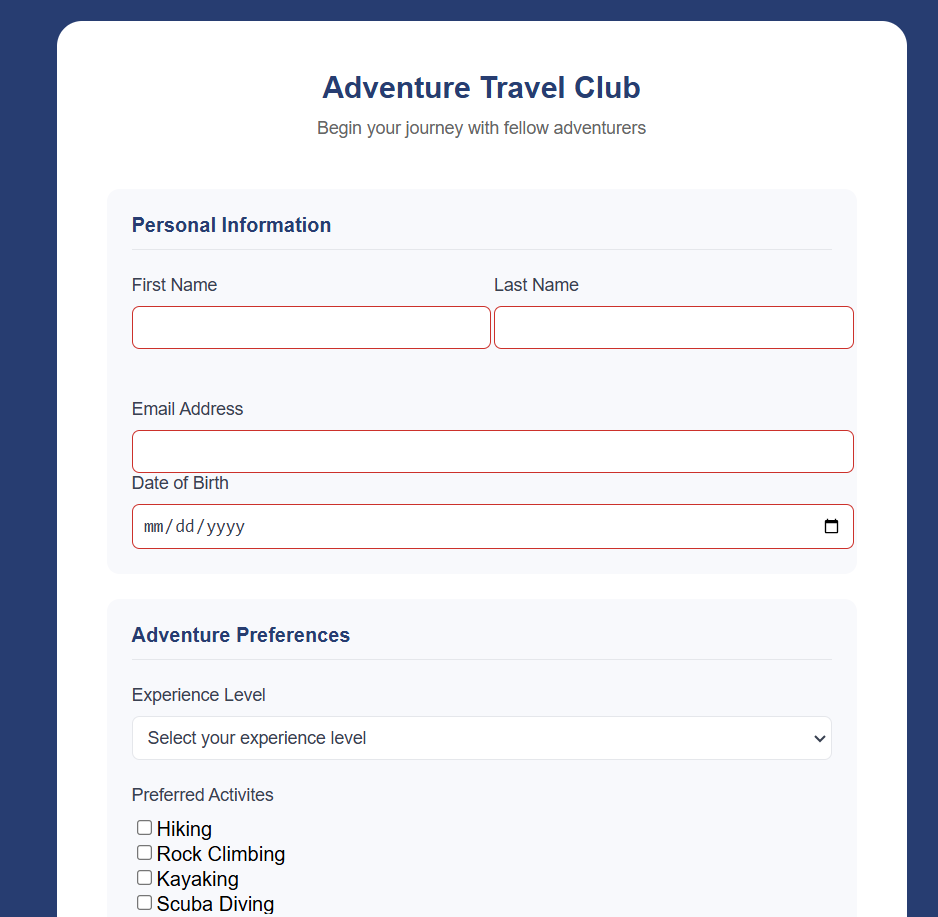 Adventure Travel Club
Begin your journey with fellow adventurers
Personal Information
First Name
Last Name
Email Address
Date of Birth
mm/dd/yyyy
Adventure Preferences
Experience Level
Select your experience level
Preferred Activites
Hiking
Rock Climbing
Kayaking
Scuba Diving